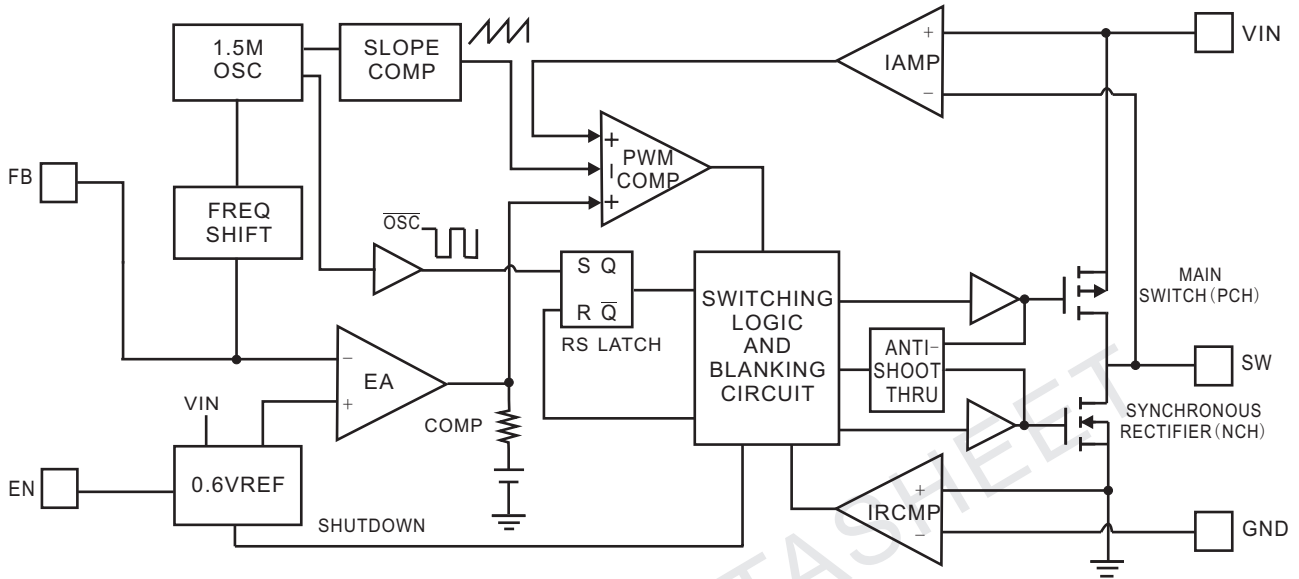 1.5M
OSC
SLOPE
COMP
+
IAMP
−
VIN
FB
FREQ
SHIFT
+
PWM
−
COMP
+
OSC
S Q
R Q
RS LATCH
SWITCHING
LOGIC
AND
BLANKING
CIRCUIT
ANTI-
SHOOT
THRU
MAIN
SWITCH(PCH)
SW
SYNCHRONOUS
RECTIFIER(NCH)
−
EA
+
COMP
VIN
EN
0.6VREF
SHUTDOWN
+
IRCMP
−
GND
TASHEET